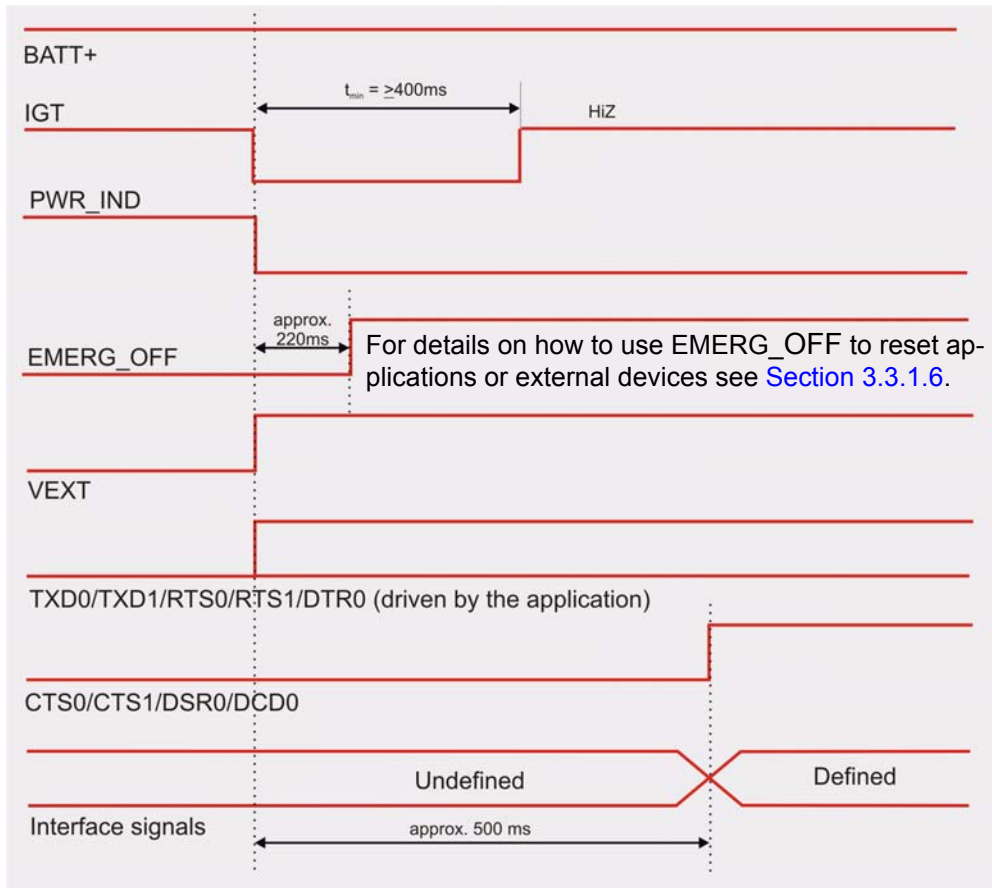 BATT+
t_min = ≥400ms
IGT
HiZ
PWR_IND
approx.
220ms
EMERG_OFF
For details on how to use EMERG_OFF to reset ap-
plications or external devices see Section 3.3.1.6.
VEXT
TXD0/TXD1/RTS0/RTS1/DTR0 (driven by the application)
CTS0/CTS1/DSR0/DCD0
Undefined
Defined
Interface signals
approx. 500 ms